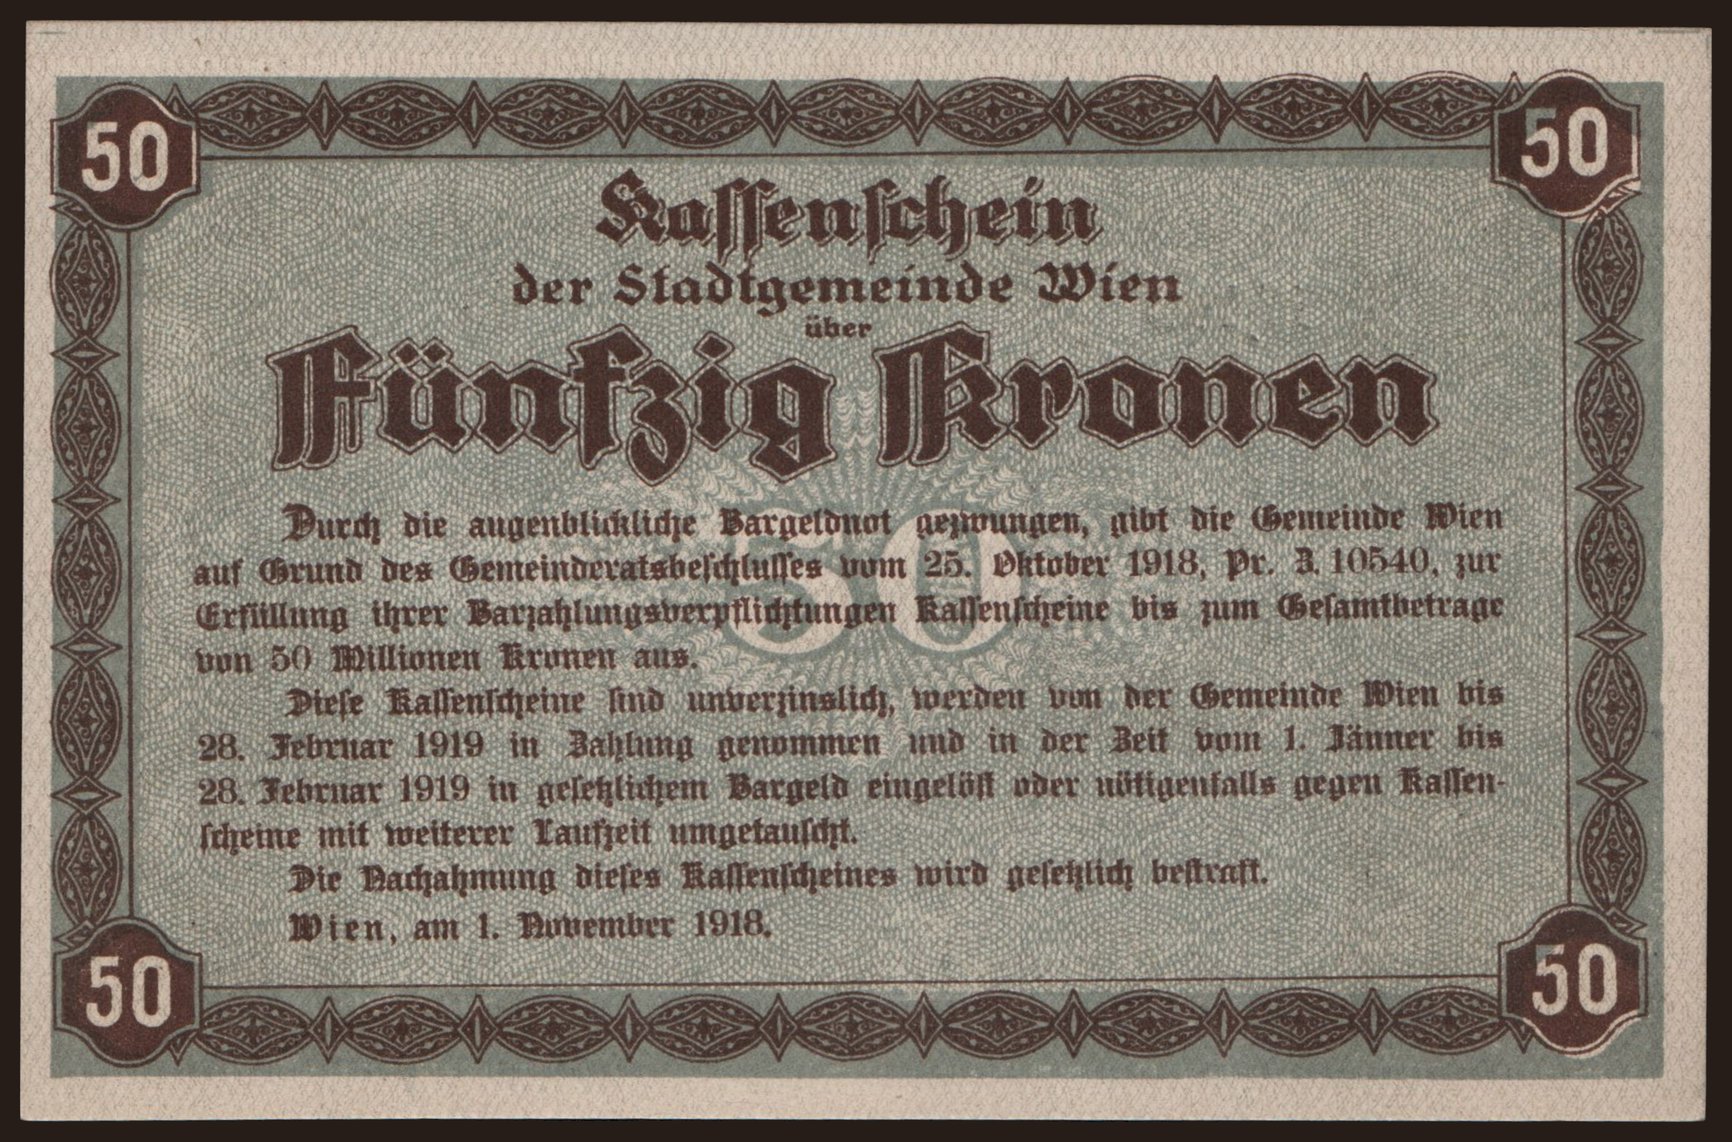 50 50
Kassenschein
der Stadtgemeinde Wien
über
Fünfzig Kronen
50
Durch die augenblickliche Bargeldnot gezwungen, gibt die Gemeinde Wien
auf Grund des Gemeinderatsbeschlusses vom 25. Oktober 1918, Pr. Z. 10540, zur
Erfüllung ihrer Barzahlungsverpflichtungen Kassenscheine bis zum Gesamtbetrage
von 50 Millionen Kronen aus.
Diese Kassenscheine sind unverzinslich, werden von der Gemeinde Wien bis
28. Februar 1919 in Zahlung genommen und in der Zeit vom 1. Jänner bis
28. Februar 1919 in gesetzlichem Bargeld eingelöst oder nötigenfalls gegen Kassen-
scheine mit weiterer Laufzeit umgetauscht.
Die Nachahmung dieses Kassenscheines wird gesetzlich bestraft.
Wien, am 1. November 1918.
50 50